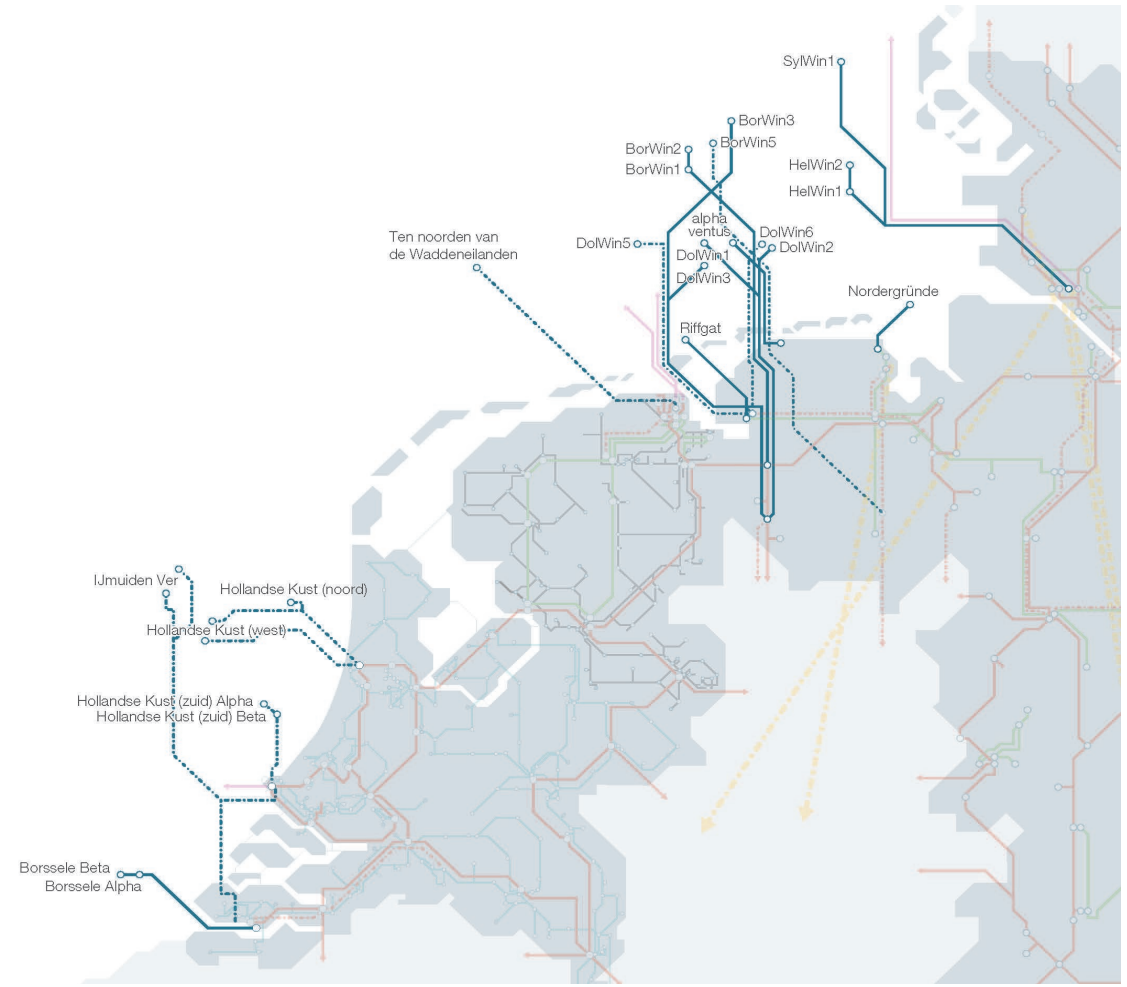 SylWin1
BorWin3
BorWin5
BorWin2
BorWin1
HelWin2
HelWin1
alpha
ventus
DolWin6
DolWin5
DolWin2
DolWin1
DolWin3
Ten noorden van
de Waddeneilanden
Nordergründe
Riffgat
IJmuiden Ver
Hollandse Kust (noord)
Hollandse Kust (west)
Hollandse Kust (zuid) Alpha
Hollandse Kust (zuid) Beta
Borssele Beta
Borssele Alpha